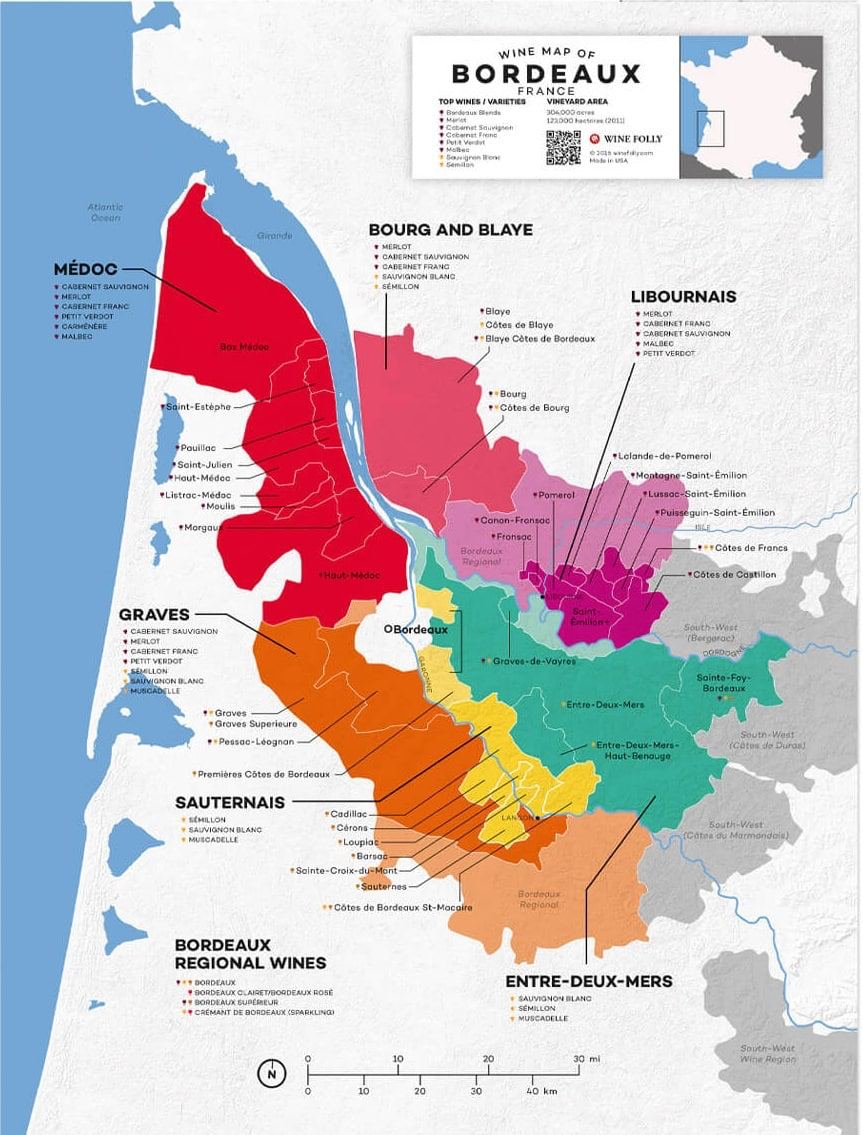 WINE MAP OF
BORDEAUX
FRANCE
TOP WINES / VARIETIES
Bordeaux Blends
Merlot
Cabernet Sauvignon
Cabernet Franc
Petit Verdot
Malbec
Sauvignon Blanc
Sémillon
VINEYARD AREA
304,000 acres
123,000 hectares (2011)
WINE FOLLY
© 2015 winefolly.com
Made in USA
Atlantic
Ocean
Gironde
BOURG AND BLAYE
MERLOT
CABERNET SAUVIGNON
CABERNET FRANC
SAUVIGNON BLANC
SÉMILLON
MÉDOC
CABERNET SAUVIGNON
MERLOT
CABERNET FRANC
PETIT VERDOT
CARMÉNÈRE
MALBEC
LIBOURNAIS
MERLOT
CABERNET FRANC
CABERNET SAUVIGNON
MALBEC
PETIT VERDOT
Blaye
Côtes de Blaye
Blaye Côtes de Bordeaux
Bas Médoc
Bourg
Côtes de Bourg
Saint-Estèphe
Pauillac
Saint-Julien
Haut-Médoc
Listrac-Médoc
Moulis
Margaux
Haut-Médoc
Lalande-de-Pomerol
Montagne-Saint-Émilion
Lussac-Saint-Émilion
Puisseguin-Saint-Émilion
Pomerol
Canon-Fronsac
Fronsac
ISLE
Côtes de Francs
Côtes de Castillon
Bordeaux
Regional
LIBOURNE
Saint-
Émilion+
South-West
(Bergerac)
DORDOGNE
GRAVES
CABERNET SAUVIGNON
MERLOT
CABERNET FRANC
PETIT VERDOT
SÉMILLON
SAUVIGNON BLANC
MUSCADELLE
Bordeaux
GARONNE
Graves-de-Vayres
Sainte-Foy-
Bordeaux
Entre-Deux-Mers
Entre-Deux-Mers-
Haut-Benauge
South-West
(Côtes de Duras)
Graves
Graves Superieure
Pessac-Léognan
Premières Côtes de Bordeaux
SAUTERNAIS
SÉMILLON
SAUVIGNON BLANC
MUSCADELLE
Cadillac
Cérons
Loupiac
Barsac
Sainte-Croix-du-Mont
Sauternes
Côtes de Bordeaux St-Macaire
LANGON
South-West
(Côtes du Marmandais)
Bordeaux
Regional
BORDEAUX
REGIONAL WINES
BORDEAUX
BORDEAUX CLAIRET/BORDEAUX ROSÉ
BORDEAUX SUPÉRIEUR
CRÉMANT DE BORDEAUX (SPARKLING)
ENTRE-DEUX-MERS
SAUVIGNON BLANC
SÉMILLON
MUSCADELLE
South-West
Wine Region
N
0 10 20 30 mi
0 10 20 30 40 km